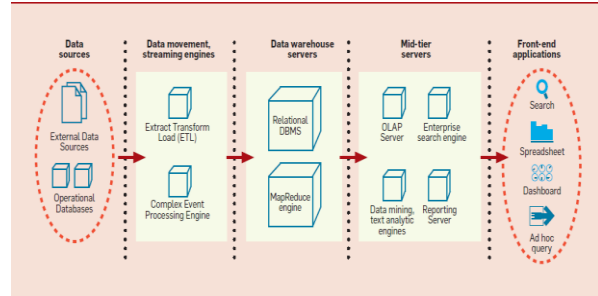 Data
sources
Data movement,
streaming engines
Data warehouse
servers
Mid-tier
servers
Front-end
applications
External Data
Sources
Operational
Databases
Extract Transform
Load (ETL)
Complex Event
Processing Engine
Relational
DBMS
MapReduce
engine
OLAP
Server
Enterprise
search engine
Data mining,
text analytic
engines
Reporting
Server
Search
Spreadsheet
Dashboard
Ad hoc
query